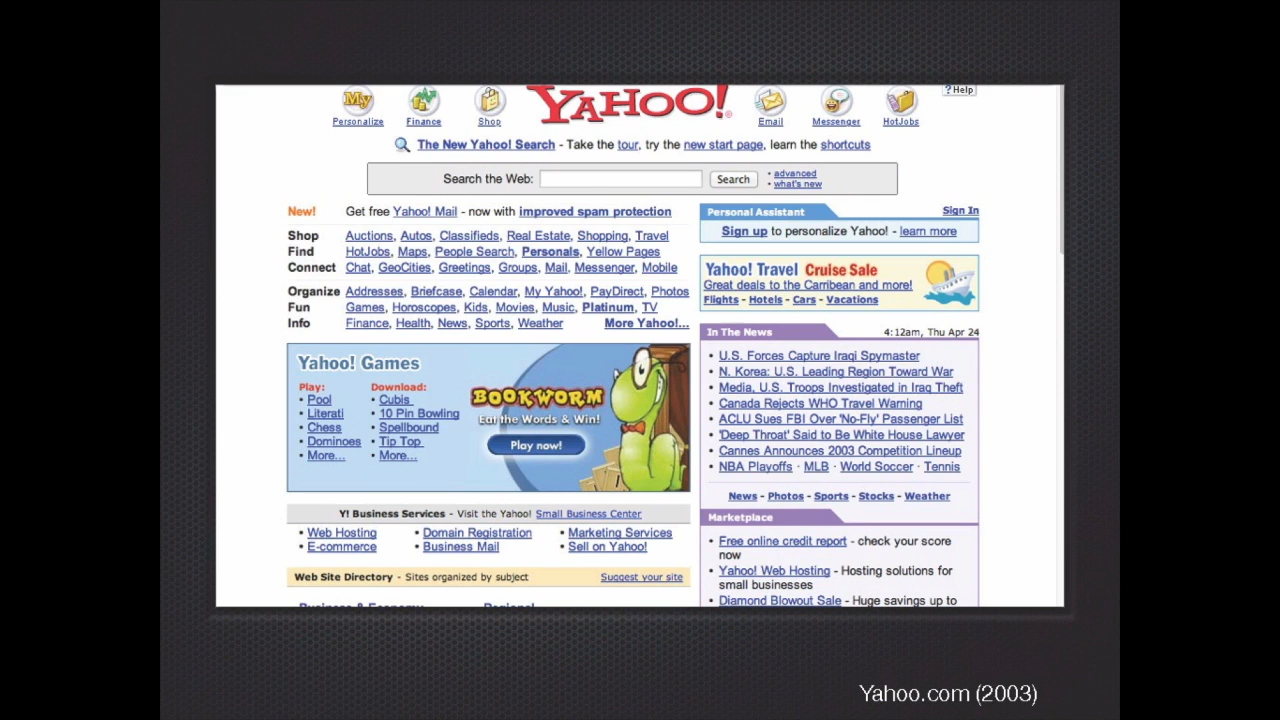 My
YAHOO!
? Help
Personalize Finance Shop Email Messenger HotJobs
The New Yahoo! Search - Take the tour, try the new start page, learn the shortcuts
Search the Web: Search • advanced
• what's new
New! Get free Yahoo! Mail - now with improved spam protection
Shop Auctions, Autos, Classifieds, Real Estate, Shopping, Travel
Find HotJobs, Maps, People Search, Personals, Yellow Pages
Connect Chat, GeoCities, Greetings, Groups, Mail, Messenger, Mobile
Organize Addresses, Briefcase, Calendar, My Yahoo!, PayDirect, Photos
Fun Games, Horoscopes, Kids, Movies, Music, Platinum, TV
Info Finance, Health, News, Sports, Weather More Yahoo!...
Yahoo! Games
Play: Download:
• Pool • Cubis
• Literati • 10 Pin Bowling
• Chess • Spellbound
• Dominoes • Tip Top
• More... • More...
BOOKWORM
Eat the Words & Win!
Play now!
Y! Business Services - Visit the Yahoo! Small Business Center
• Web Hosting • Domain Registration • Marketing Services
• E-commerce • Business Mail • Sell on Yahoo!
Web Site Directory - Sites organized by subject Suggest your site
Business & Economy Regional
Personal Assistant Sign In
Sign up to personalize Yahoo! - learn more
Yahoo! Travel Cruise Sale
Great deals to the Carribean and more!
Flights - Hotels - Cars - Vacations
In The News 4:12am, Thu Apr 24
• U.S. Forces Capture Iraqi Spymaster
• N. Korea: U.S. Leading Region Toward War
• Media, U.S. Troops Investigated in Iraq Theft
• Canada Rejects WHO Travel Warning
• ACLU Sues FBI Over 'No-Fly' Passenger List
• 'Deep Throat' Said to Be White House Lawyer
• Cannes Announces 2003 Competition Lineup
• NBA Playoffs · MLB · World Soccer · Tennis
News - Photos - Sports - Stocks - Weather
Marketplace
• Free online credit report - check your score
now
• Yahoo! Web Hosting - Hosting solutions for
small businesses
• Diamond Blowout Sale - Huge savings up to
Yahoo.com (2003)